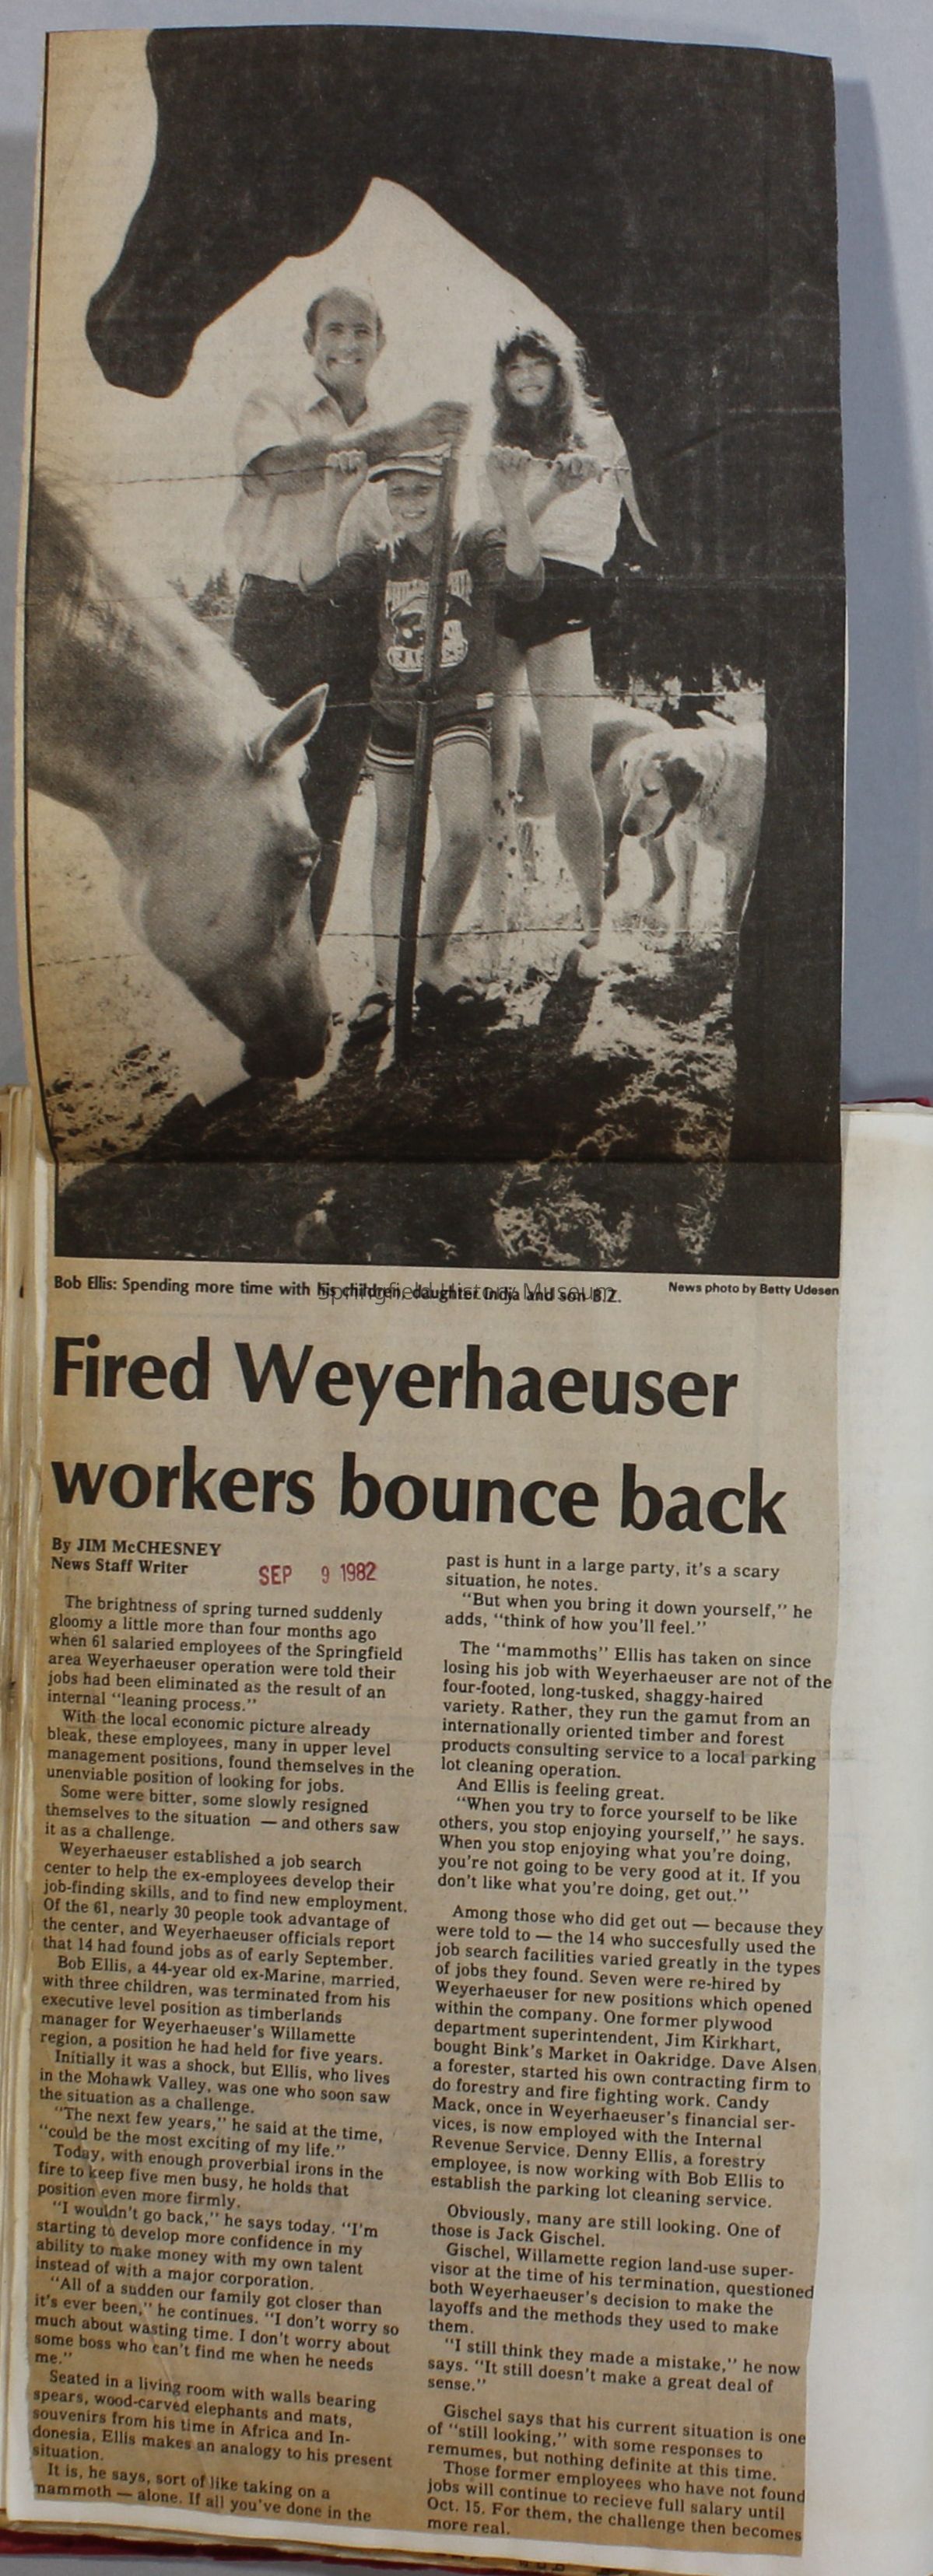 Bob Ellis: Spending more time with his children, daughter India and son B.Z.
News photo by Betty Udesen
Springfield History Museum
Fired Weyerhaeuser
workers bounce back
By JIM McCHESNEY
News Staff Writer
SEP 9 1982
The brightness of spring turned suddenly
gloomy a little more than four months ago
when 61 salaried employees of the Springfield
area Weyerhaeuser operation were told their
jobs had been eliminated as the result of an
internal "leaning process."
With the local economic picture already
bleak, these employees, many in upper level
management positions, found themselves in the
unenviable position of looking for jobs.
Some were bitter, some slowly resigned
themselves to the situation — and others saw
it as a challenge.
Weyerhaeuser established a job search
center to help the ex-employees develop their
job-finding skills, and to find new employment.
Of the 61, nearly 30 people took advantage of
the center, and Weyerhaeuser officials report
that 14 had found jobs as of early September.
Bob Ellis, a 44-year old ex-Marine, married,
with three children, was terminated from his
executive level position as timberlands
manager for Weyerhaeuser's Willamette
region, a position he had held for five years.
Initially it was a shock, but Ellis, who lives
in the Mohawk Valley, was one who soon saw
the situation as a challenge.
"The next few years," he said at the time,
"could be the most exciting of my life."
Today, with enough proverbial irons in the
fire to keep five men busy, he holds that
position even more firmly.
"I wouldn't go back," he says today. "I'm
starting to develop more confidence in my
ability to make money with my own talent
instead of with a major corporation.
"All of a sudden our family got closer than
it's ever been," he continues. "I don't worry so
much about wasting time. I don't worry about
some boss who can't find me when he needs
me."
Seated in a living room with walls bearing
spears, wood-carved elephants and mats,
souvenirs from his time in Africa and In-
donesia, Ellis makes an analogy to his present
situation.
It is, he says, sort of like taking on a
mammoth — alone. If all you've done in the
past is hunt in a large party, it's a scary
situation, he notes.
"But when you bring it down yourself," he
adds, "think of how you'll feel."
The "mammoths" Ellis has taken on since
losing his job with Weyerhaeuser are not of the
four-footed, long-tusked, shaggy-haired
variety. Rather, they run the gamut from an
internationally oriented timber and forest
products consulting service to a local parking
lot cleaning operation.
And Ellis is feeling great.
"When you try to force yourself to be like
others, you stop enjoying yourself," he says.
When you stop enjoying what you're doing,
you're not going to be very good at it. If you
don't like what you're doing, get out."
Among those who did get out — because they
were told to — the 14 who succesfully used the
job search facilities varied greatly in the types
of jobs they found. Seven were re-hired by
Weyerhaeuser for new positions which opened
within the company. One former plywood
department superintendent, Jim Kirkhart,
bought Bink's Market in Oakridge. Dave Alsen,
a forester, started his own contracting firm to
do forestry and fire fighting work. Candy
Mack, once in Weyerhaeuser's financial ser-
vices, is now employed with the Internal
Revenue Service. Denny Ellis, a forestry
employee, is now working with Bob Ellis to
establish the parking lot cleaning service.
Obviously, many are still looking. One of
those is Jack Gischel.
Gischel, Willamette region land-use super-
visor at the time of his termination, questioned
both Weyerhaeuser's decision to make the
layoffs and the methods they used to make
them.
"I still think they made a mistake," he now
says. "It still doesn't make a great deal of
sense."
Gischel says that his current situation is one
of "still looking," with some responses to
remumes, but nothing definite at this time.
Those former employees who have not found
jobs will continue to recieve full salary until
Oct. 15. For them, the challenge then becomes
more real.